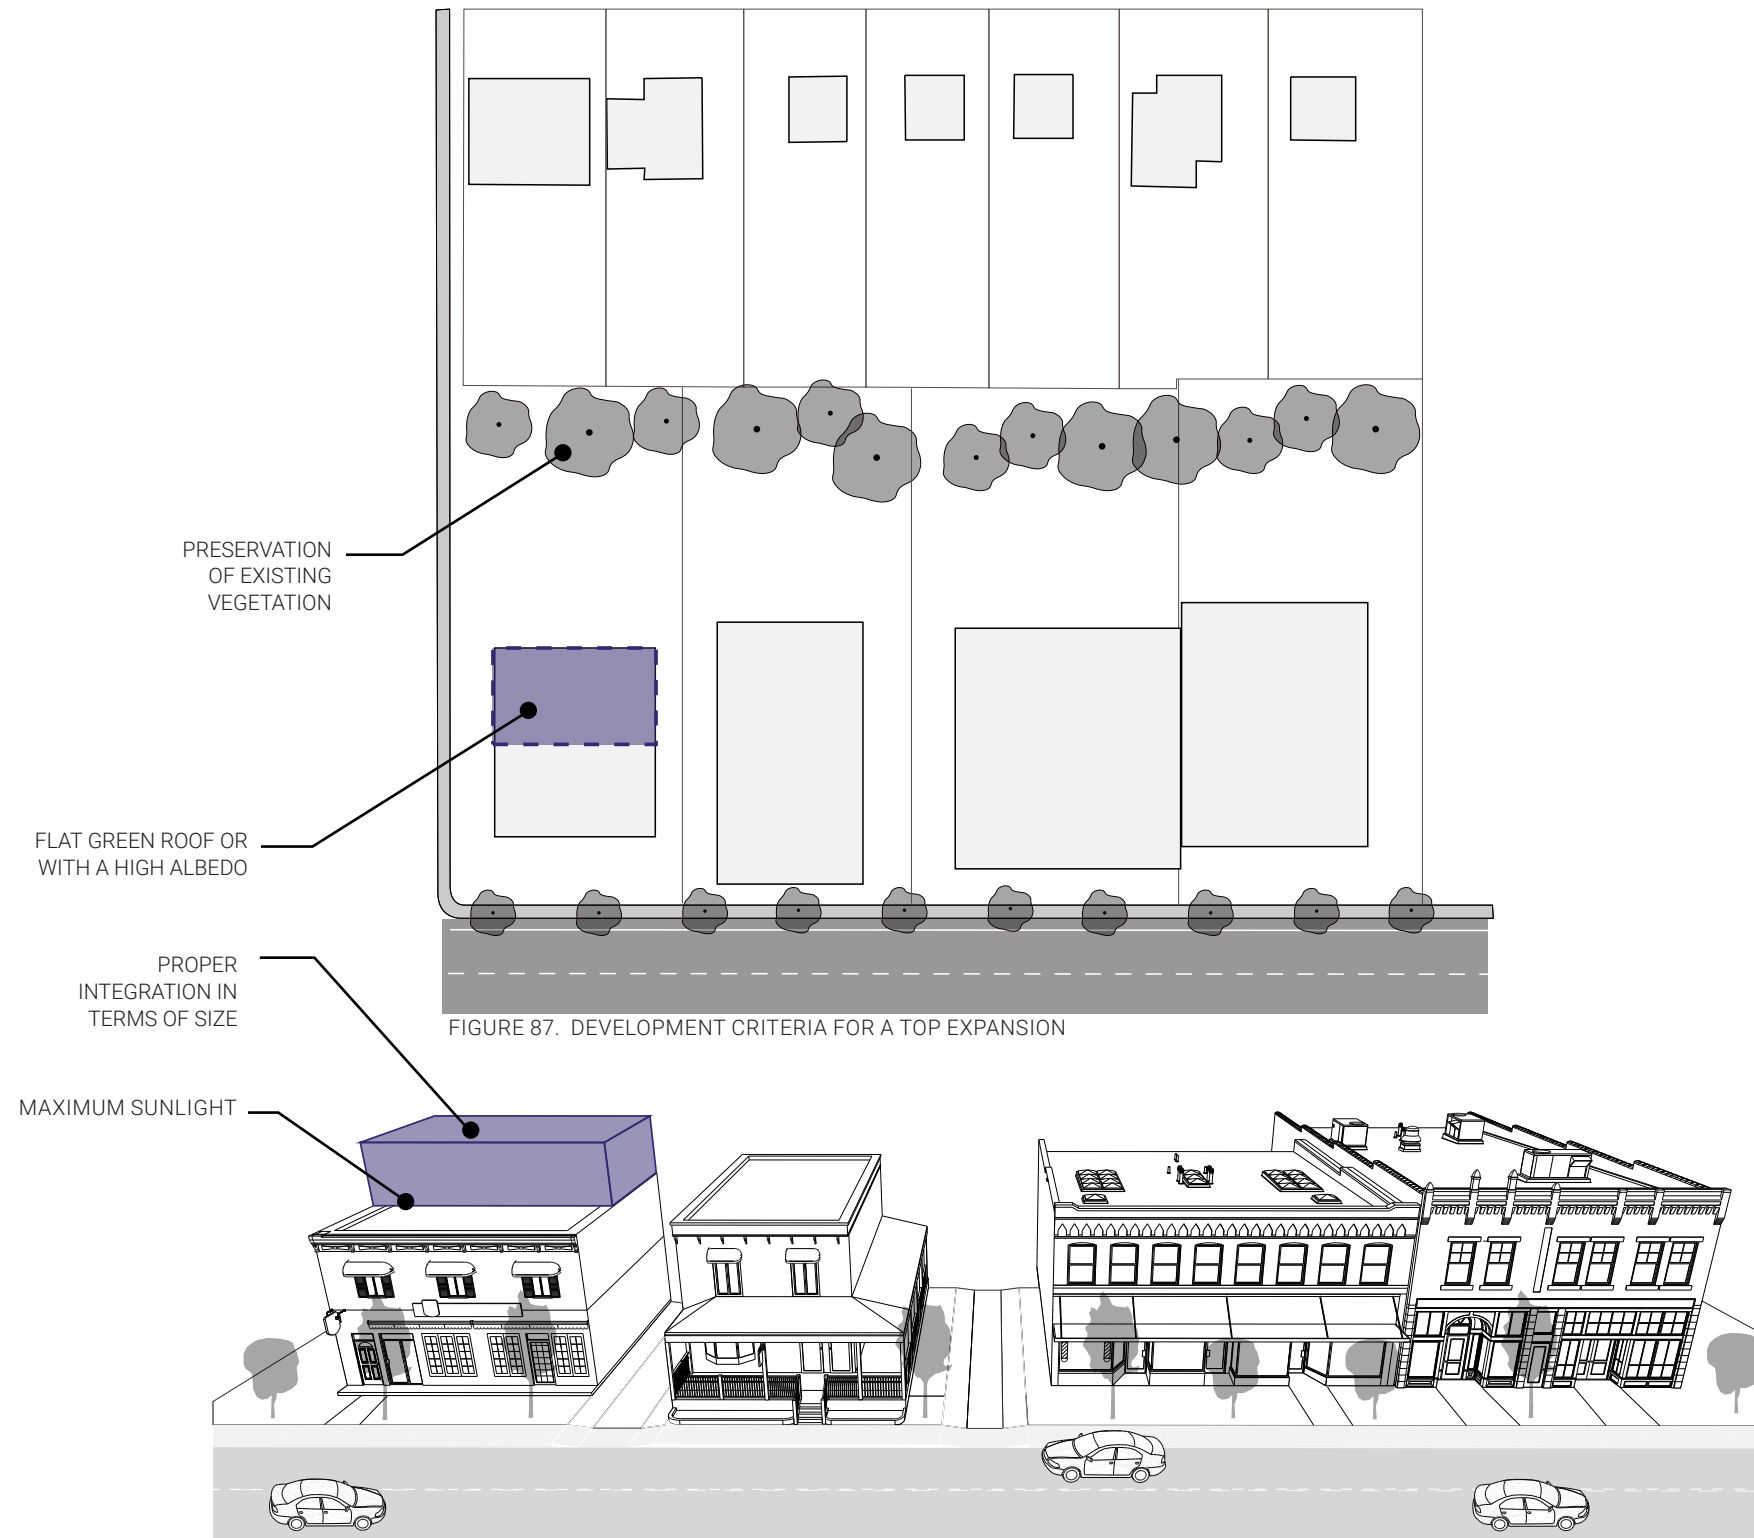 PRESERVATION
OF EXISTING
VEGETATION
FLAT GREEN ROOF OR
WITH A HIGH ALBEDO
PROPER
INTEGRATION IN
TERMS OF SIZE
FIGURE 87. DEVELOPMENT CRITERIA FOR A TOP EXPANSION
MAXIMUM SUNLIGHT